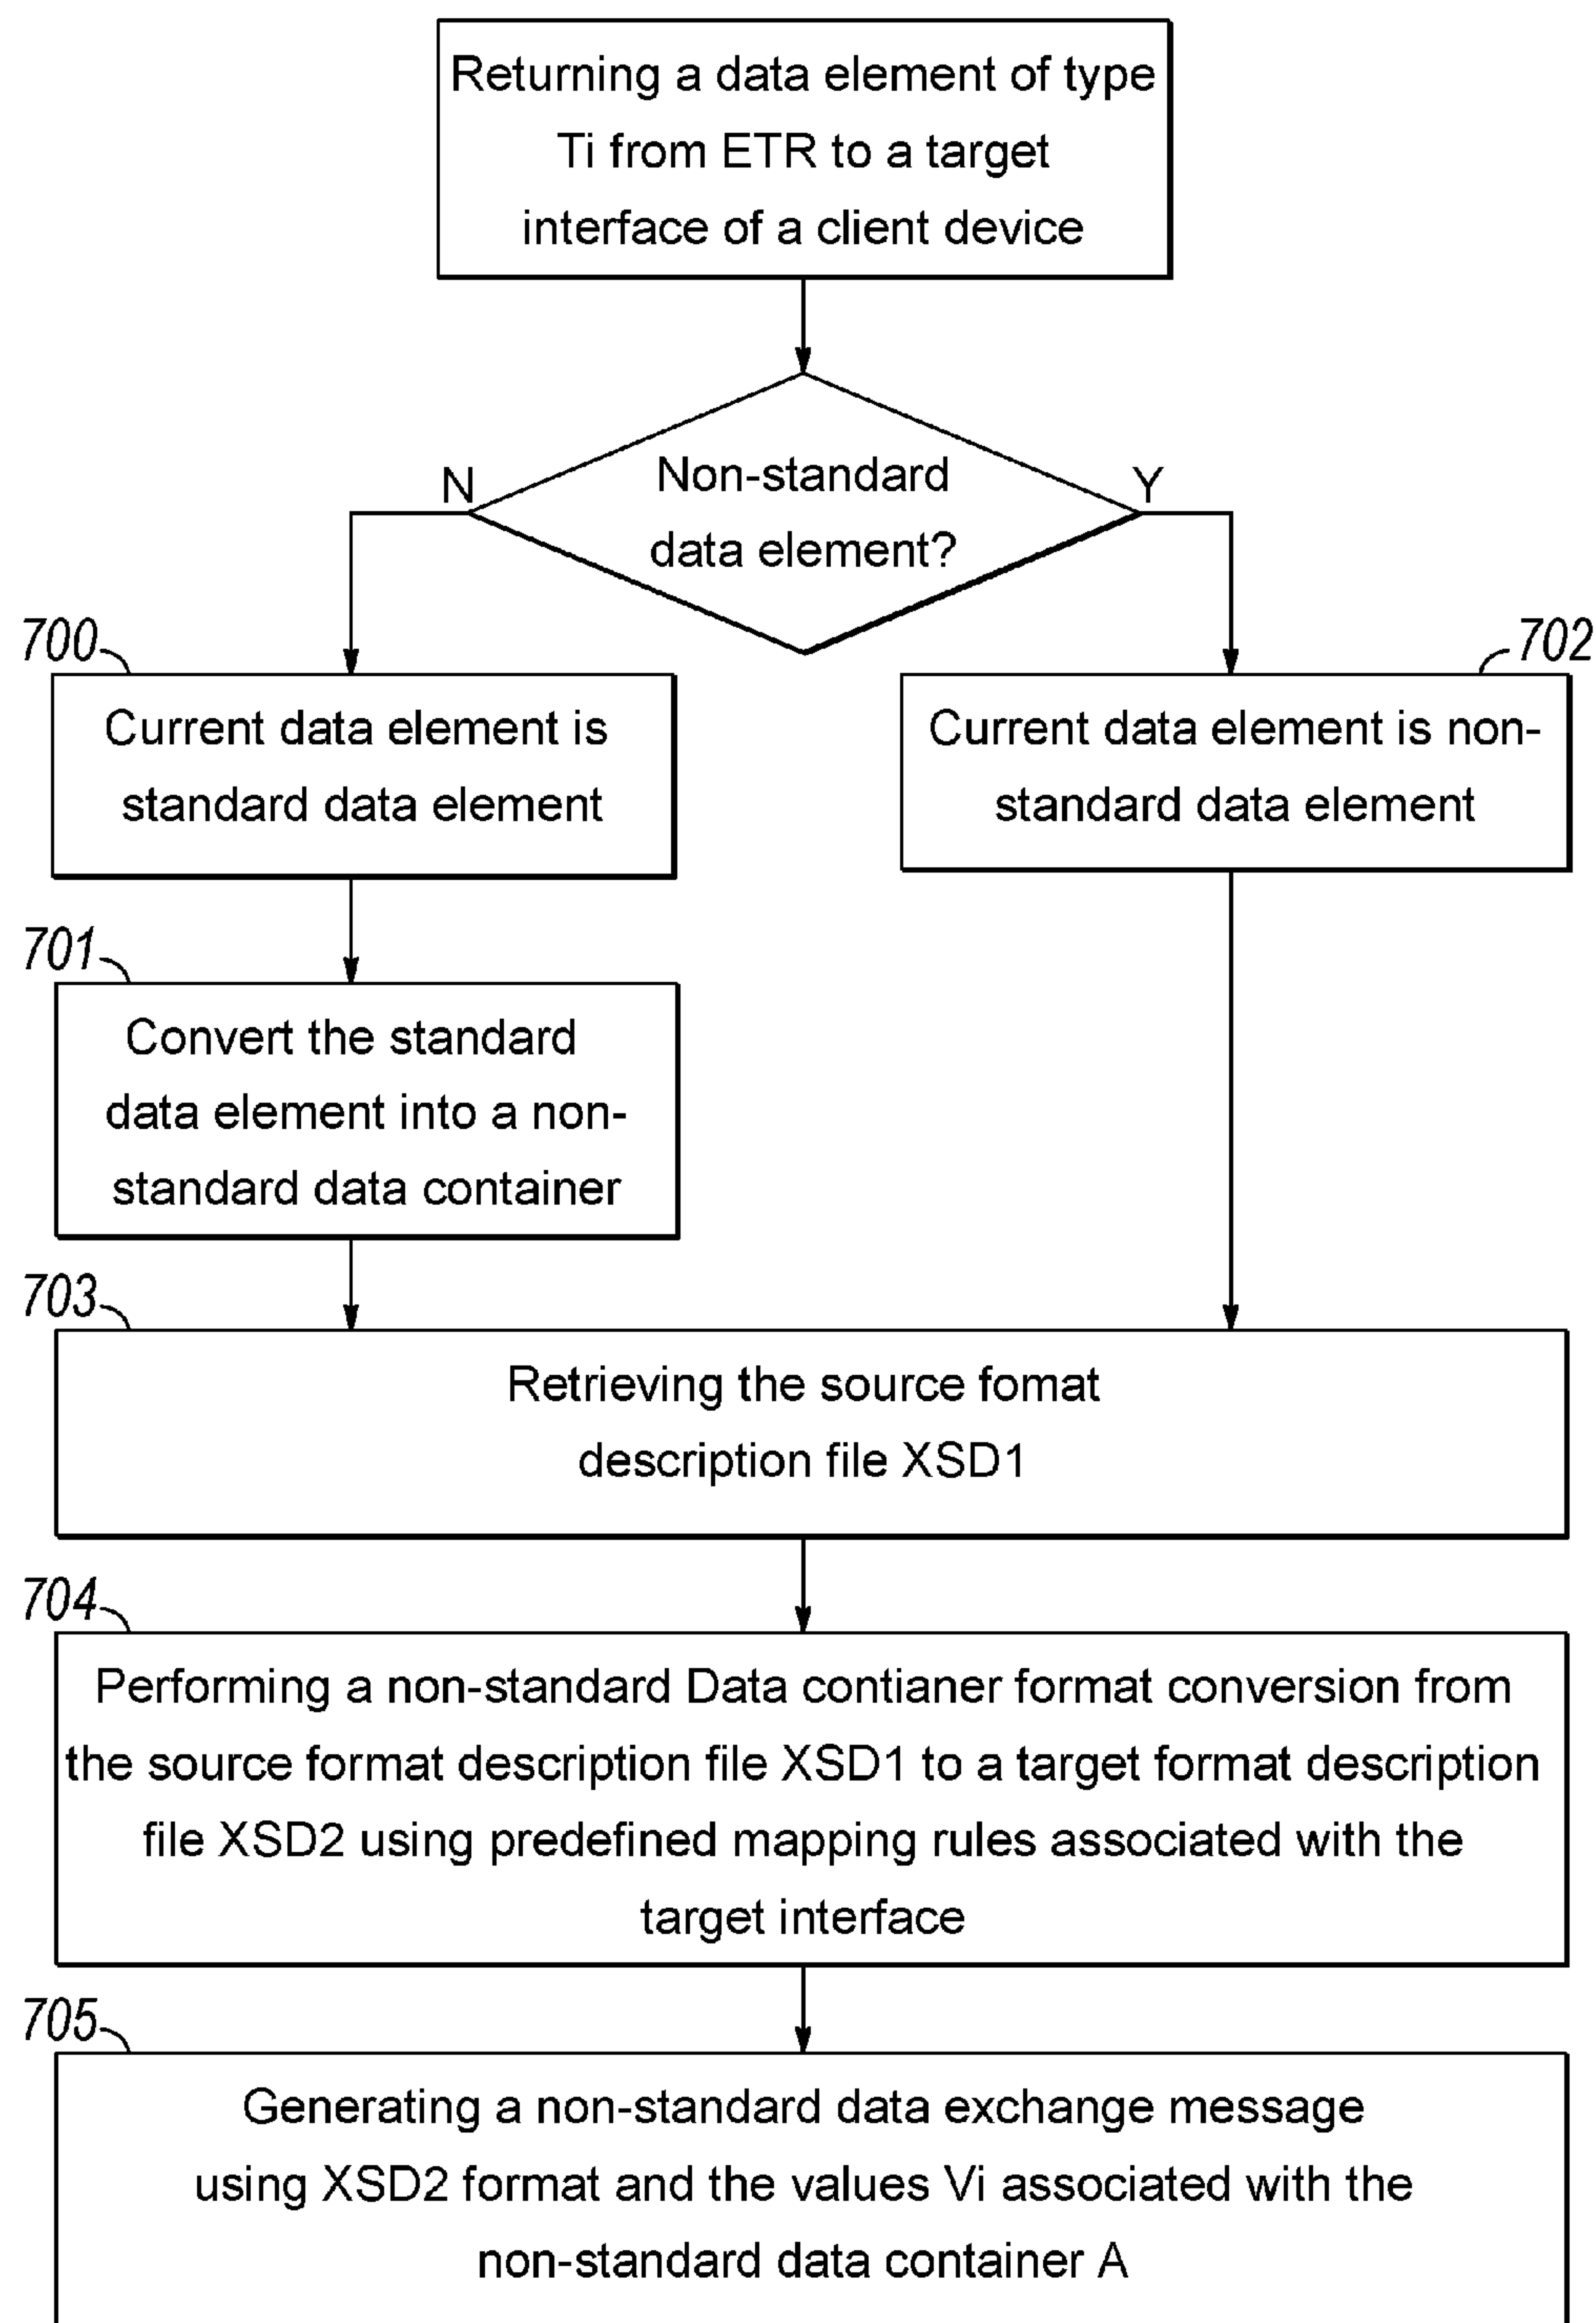 Returning a data element of type
Ti from ETR to a target
interface of a client device
Non-standard
data element?
N
Y
700
Current data element is
standard data element
702
Current data element is non-
standard data element
701
Convert the standard
data element into a non-
standard data container
703
Retrieving the source fomat
description file XSD1
704
Performing a non-standard Data contianer format conversion from
the source format description file XSD1 to a target format description
file XSD2 using predefined mapping rules associated with the
target interface
705
Generating a non-standard data exchange message
using XSD2 format and the values Vi associated with the
non-standard data container A